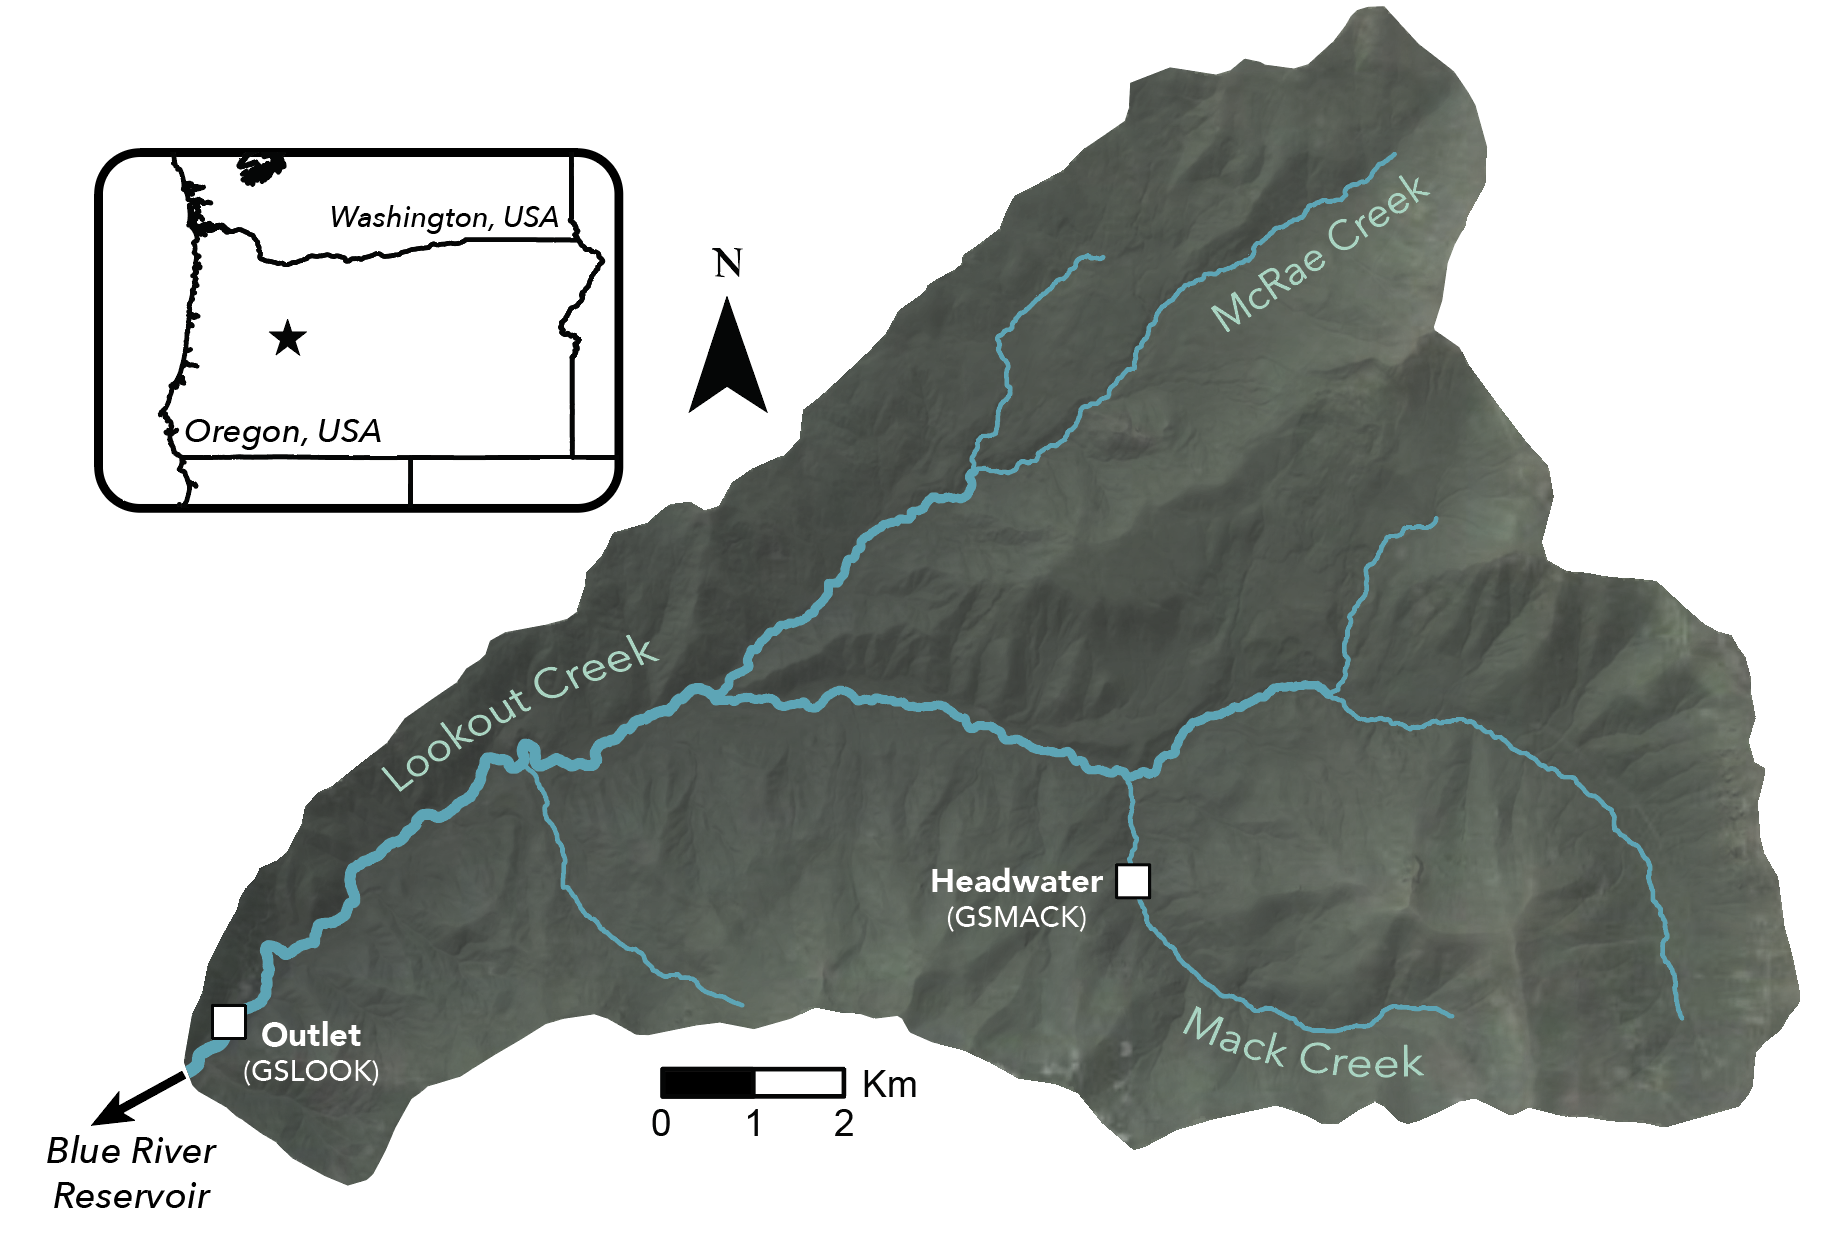 Washington, USA
Oregon, USA
N
McRae Creek
Lookout Creek
Headwater
(GSMACK)
Mack Creek
Outlet
(GSLOOK)
Km
0 1 2
Blue River
Reservoir